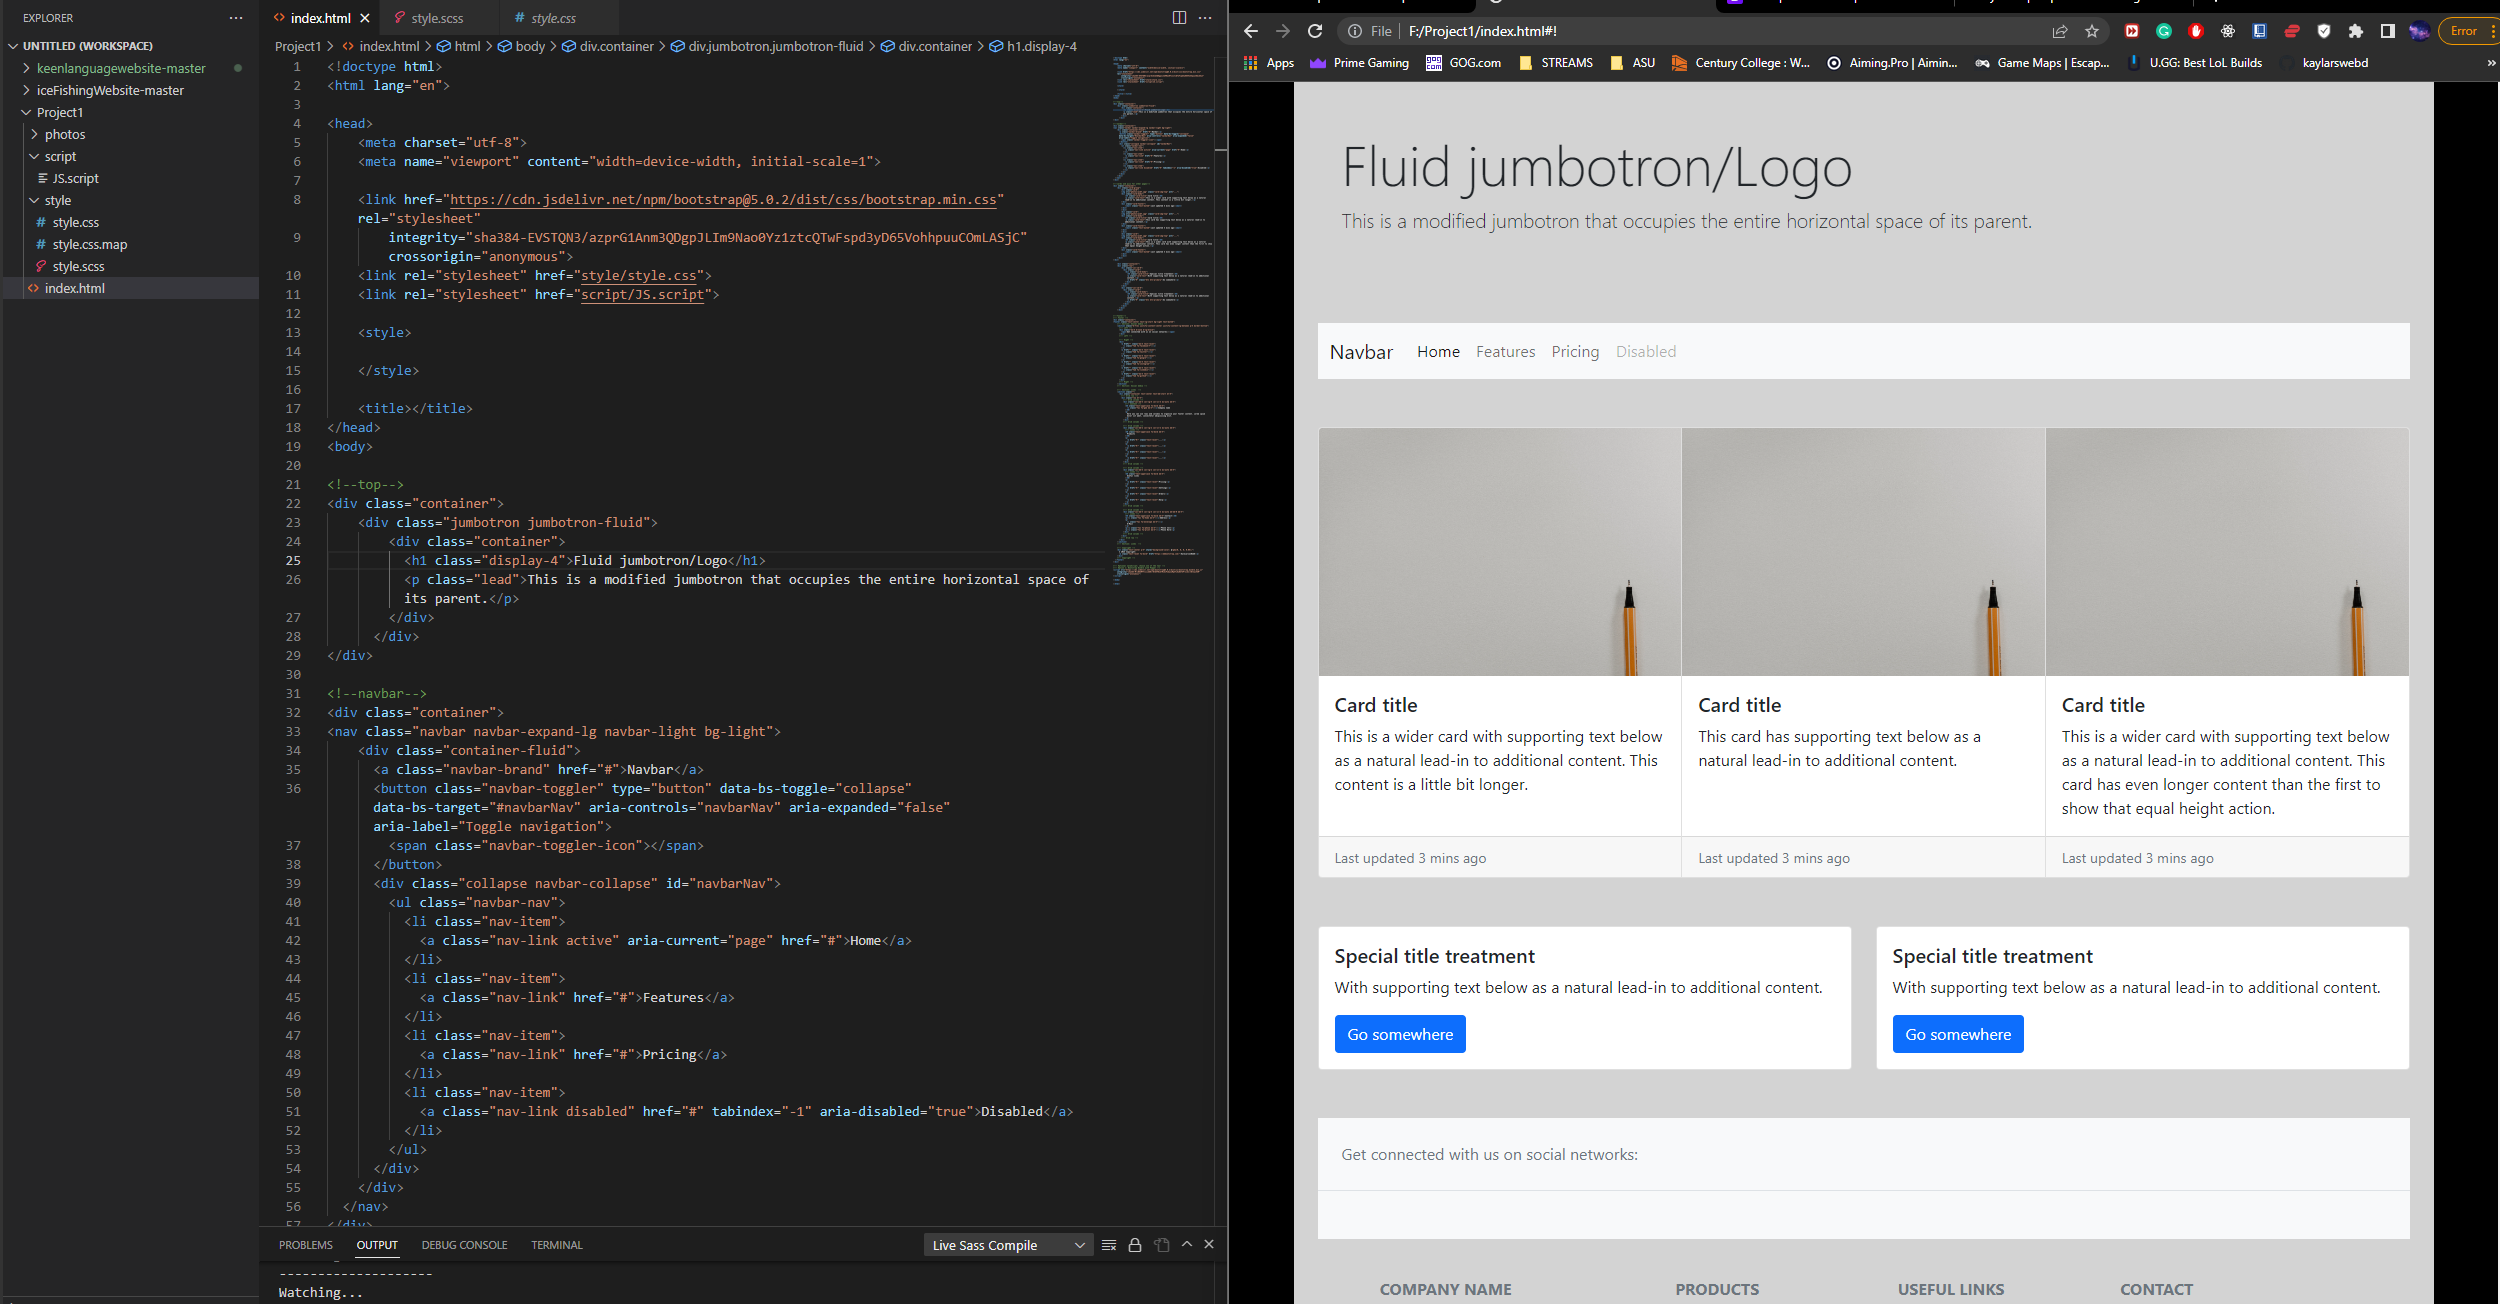 EXPLORER
UNTITLED (WORKSPACE)
keenlanguagewebsite-master
iceFishingWebsite-master
Project1
photos
script
JS.script
style
style.css
style.css.map
style.scss
index.html
index.html
style.scss
style.css
Project1 > index.html > html > body > div.container > div.jumbotron.jumbotron-fluid > div.container > h1.display-4
1 <!doctype html>
2 <html lang="en">
3
4 <head>
5 <meta charset="utf-8">
6 <meta name="viewport" content="width=device-width, initial-scale=1">
7
8 <link href="https://cdn.jsdelivr.net/npm/bootstrap@5.0.2/dist/css/bootstrap.min.css"
rel="stylesheet"
9 integrity="sha384-EVSTQN3/azprG1Anm3QDgpJLIm9Nao0Yz1ztcQTwFspd3yD65VohhpuuCOmLASjC"
crossorigin="anonymous">
10 <link rel="stylesheet" href="style/style.css">
11 <link rel="stylesheet" href="script/JS.script">
12
13 <style>
14
15 </style>
16
17 <title></title>
18 </head>
19 <body>
20
21 <!--top-->
22 <div class="container">
23 <div class="jumbotron jumbotron-fluid">
24 <div class="container">
25 <h1 class="display-4">Fluid jumbotron/Logo</h1>
26 <p class="lead">This is a modified jumbotron that occupies the entire horizontal space of
its parent.</p>
27 </div>
28 </div>
29 </div>
30
31 <!--navbar-->
32 <div class="container">
33 <nav class="navbar navbar-expand-lg navbar-light bg-light">
34 <div class="container-fluid">
35 <a class="navbar-brand" href="#">Navbar</a>
36 <button class="navbar-toggler" type="button" data-bs-toggle="collapse"
data-bs-target="#navbarNav" aria-controls="navbarNav" aria-expanded="false"
aria-label="Toggle navigation">
37 <span class="navbar-toggler-icon"></span>
38 </button>
39 <div class="collapse navbar-collapse" id="navbarNav">
40 <ul class="navbar-nav">
41 <li class="nav-item">
42 <a class="nav-link active" aria-current="page" href="#">Home</a>
43 </li>
44 <li class="nav-item">
45 <a class="nav-link" href="#">Features</a>
46 </li>
47 <li class="nav-item">
48 <a class="nav-link" href="#">Pricing</a>
49 </li>
50 <li class="nav-item">
51 <a class="nav-link disabled" href="#" tabindex="-1" aria-disabled="true">Disabled</a>
52 </li>
53 </ul>
54 </div>
55 </div>
56 </nav>
57 </div>
PROBLEMS OUTPUT DEBUG CONSOLE TERMINAL
Live Sass Compile
--------------------
Watching...
File F:/Project1/index.html#!
Error
Apps Prime Gaming GOG.com STREAMS ASU Century College : W... Aiming.Pro | Aimin... Game Maps | Escap... U.GG: Best LoL Builds kaylarswebd »
Fluid jumbotron/Logo
This is a modified jumbotron that occupies the entire horizontal space of its parent.
Navbar Home Features Pricing Disabled
Card title
This is a wider card with supporting text below
as a natural lead-in to additional content. This
content is a little bit longer.
Last updated 3 mins ago
Card title
This card has supporting text below as a
natural lead-in to additional content.
Last updated 3 mins ago
Card title
This is a wider card with supporting text below
as a natural lead-in to additional content. This
card has even longer content than the first to
show that equal height action.
Last updated 3 mins ago
Special title treatment
With supporting text below as a natural lead-in to additional content.
Go somewhere
Special title treatment
With supporting text below as a natural lead-in to additional content.
Go somewhere
Get connected with us on social networks:
COMPANY NAME PRODUCTS USEFUL LINKS CONTACT